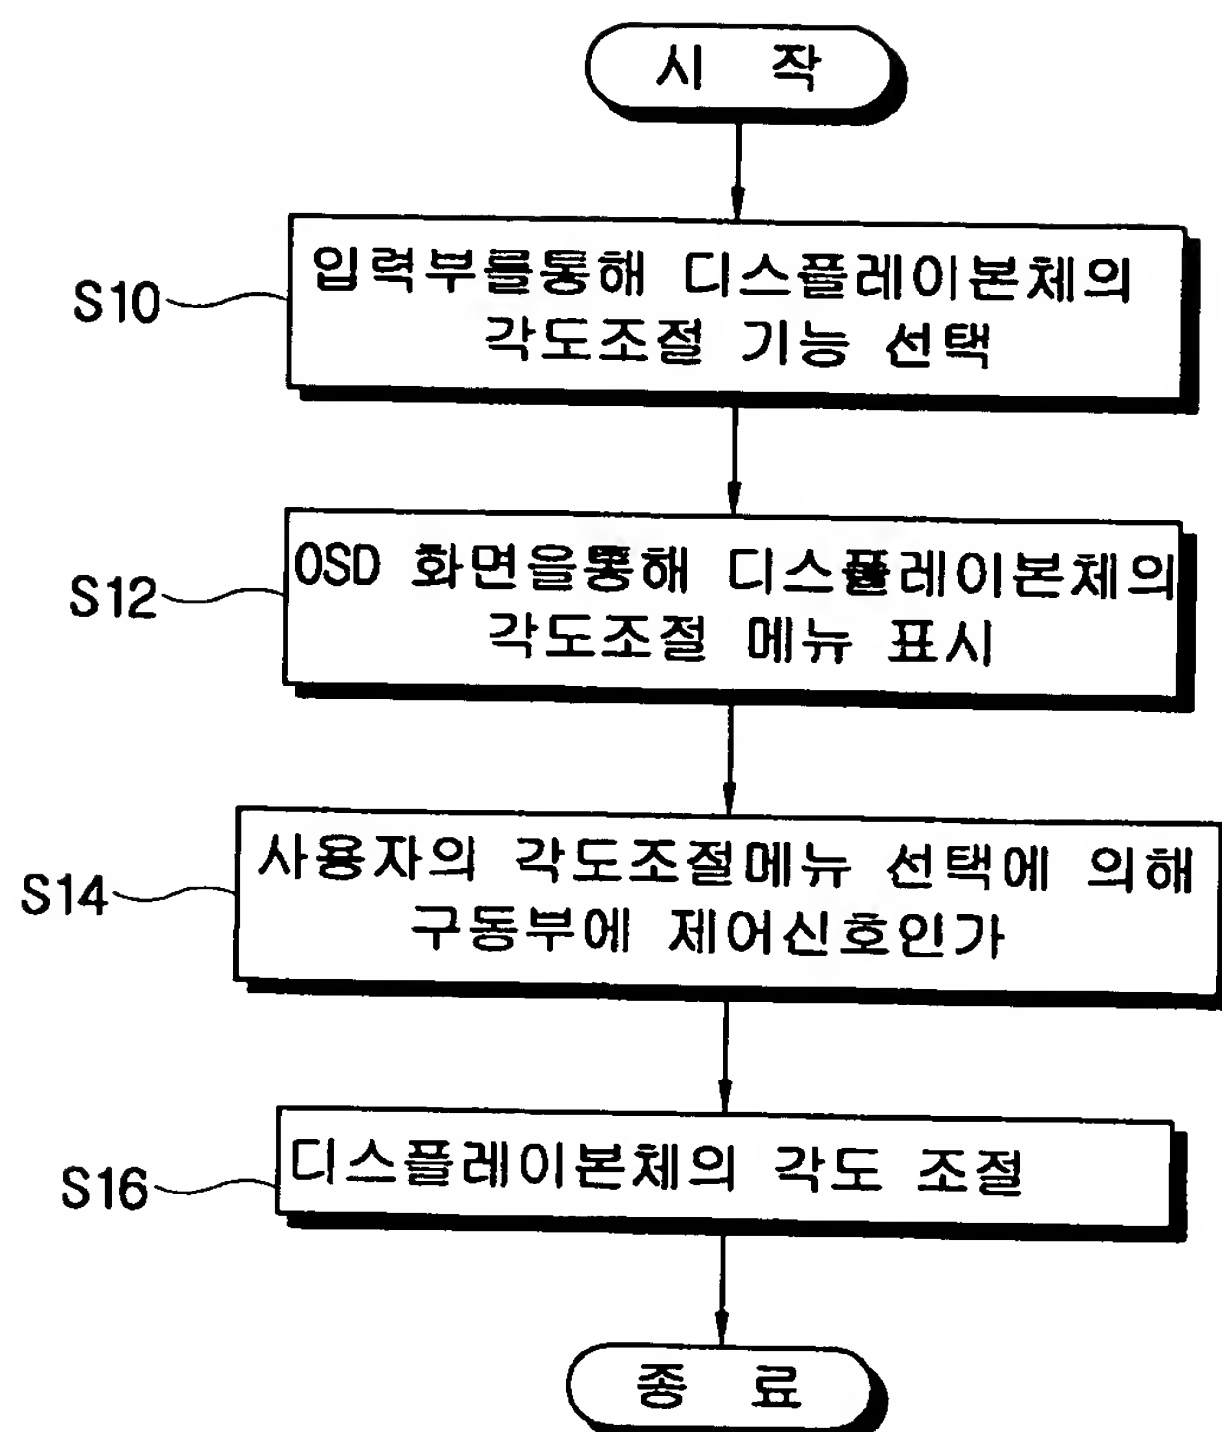 시 작
S10
입력부를통해 디스플레이본체의
각도조절 기능 선택
S12
OSD 화면을통해 디스플레이본체의
각도조절 메뉴 표시
S14
사용자의 각도조절메뉴 선택에 의해
구동부에 제어신호인가
S16
디스플레이본체의 각도 조절
종 료